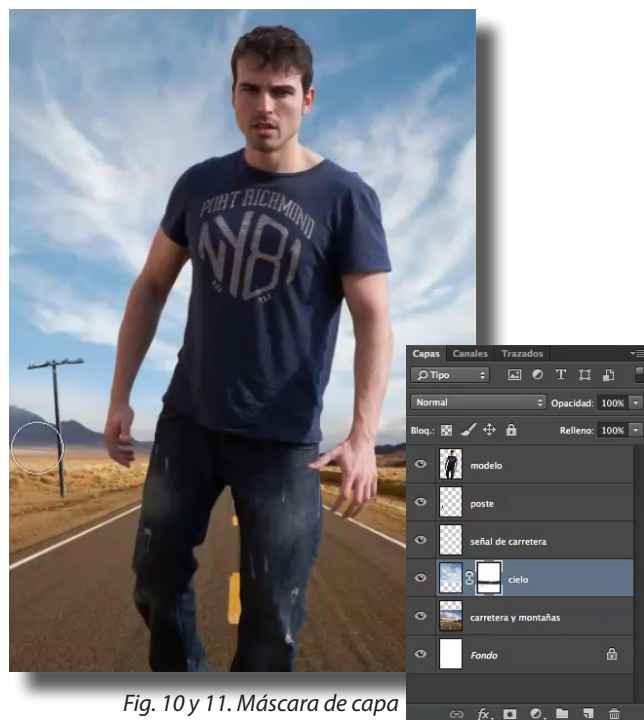 PORT RICHMOND
NY81
Capas Canales Trazados
Tipo T
Normal Opacidad: 100%
Bloq.: Relleno: 100%
modelo
poste
señal de carretera
cielo
carretera y montañas
Fondo
fx
Fig. 10 y 11. Máscara de capa